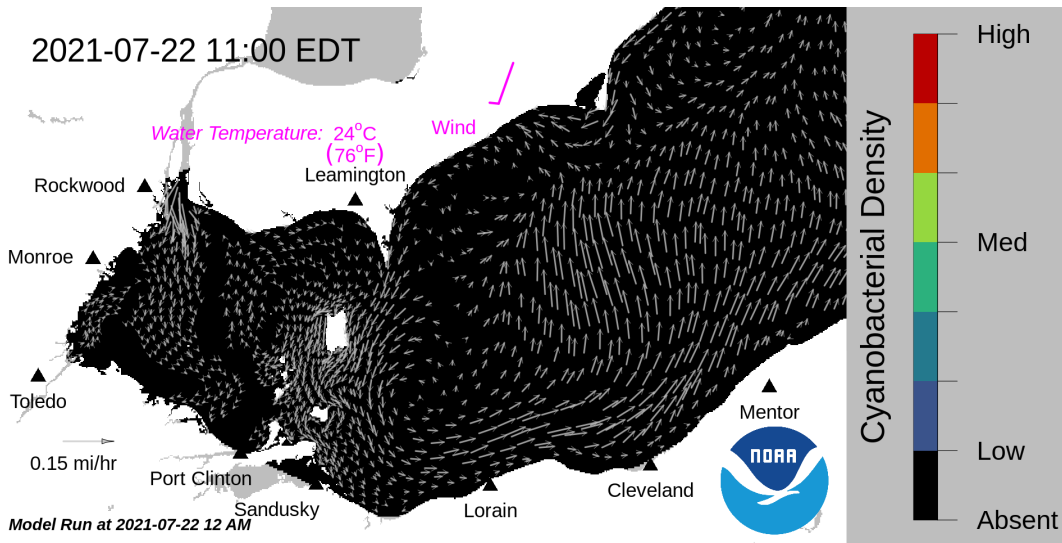 2021-07-22 11:00 EDT
High
Wind
Water Temperature: 24°C
(76°F)
Leamington
Rockwood
Monroe
Med
Cyanobacterial Density
Toledo
Mentor
0.15 mi/hr
NOAA
Low
Port Clinton
Cleveland
Sandusky
Lorain
Model Run at 2021-07-22 12 AM
Absent